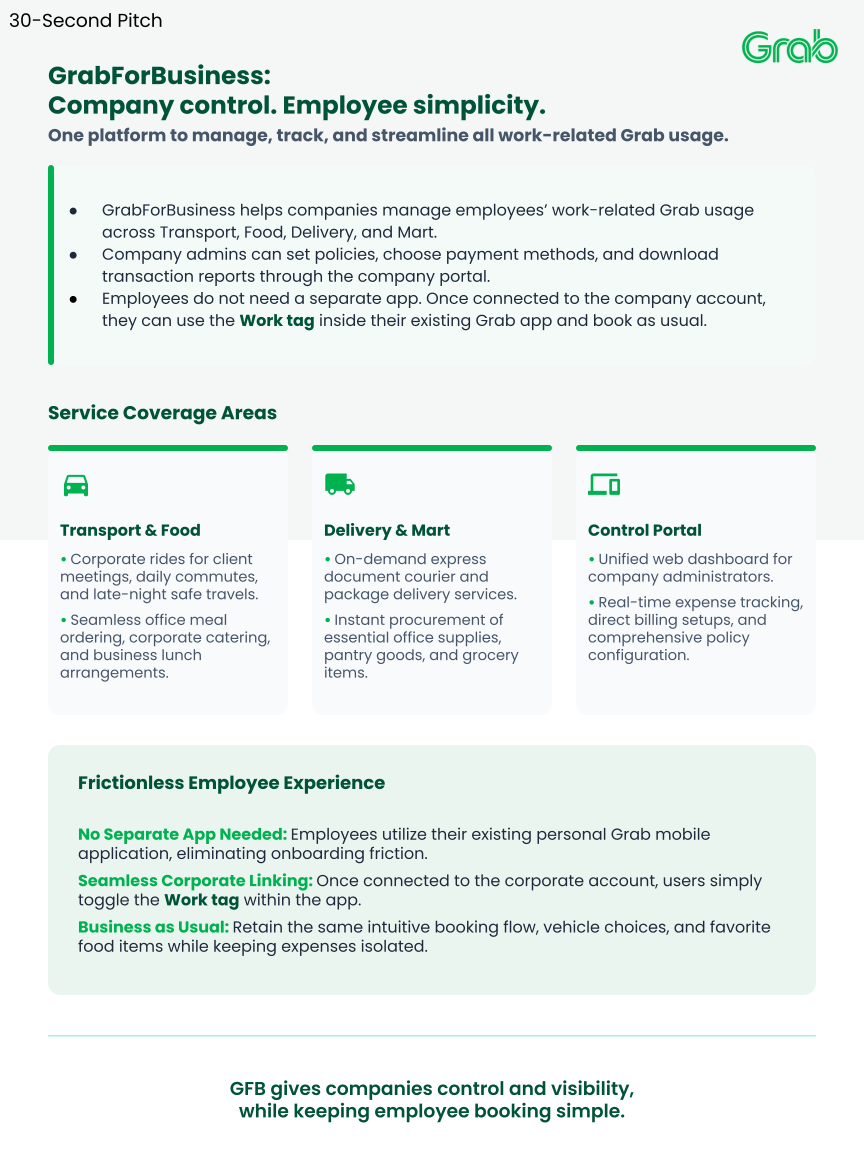 30-Second Pitch
Grab
GrabForBusiness:
Company control. Employee simplicity.
One platform to manage, track, and streamline all work-related Grab usage.
● GrabForBusiness helps companies manage employees’ work-related Grab usage
across Transport, Food, Delivery, and Mart.
● Company admins can set policies, choose payment methods, and download
transaction reports through the company portal.
● Employees do not need a separate app. Once connected to the company account,
they can use the Work tag inside their existing Grab app and book as usual.
Service Coverage Areas
Transport & Food
• Corporate rides for client
meetings, daily commutes,
and late-night safe travels.
• Seamless office meal
ordering, corporate catering,
and business lunch
arrangements.
Delivery & Mart
• On-demand express
document courier and
package delivery services.
• Instant procurement of
essential office supplies,
pantry goods, and grocery
items.
Control Portal
• Unified web dashboard for
company administrators.
• Real-time expense tracking,
direct billing setups, and
comprehensive policy
configuration.
Frictionless Employee Experience
No Separate App Needed: Employees utilize their existing personal Grab mobile
application, eliminating onboarding friction.
Seamless Corporate Linking: Once connected to the corporate account, users simply
toggle the Work tag within the app.
Business as Usual: Retain the same intuitive booking flow, vehicle choices, and favorite
food items while keeping expenses isolated.
GFB gives companies control and visibility,
while keeping employee booking simple.